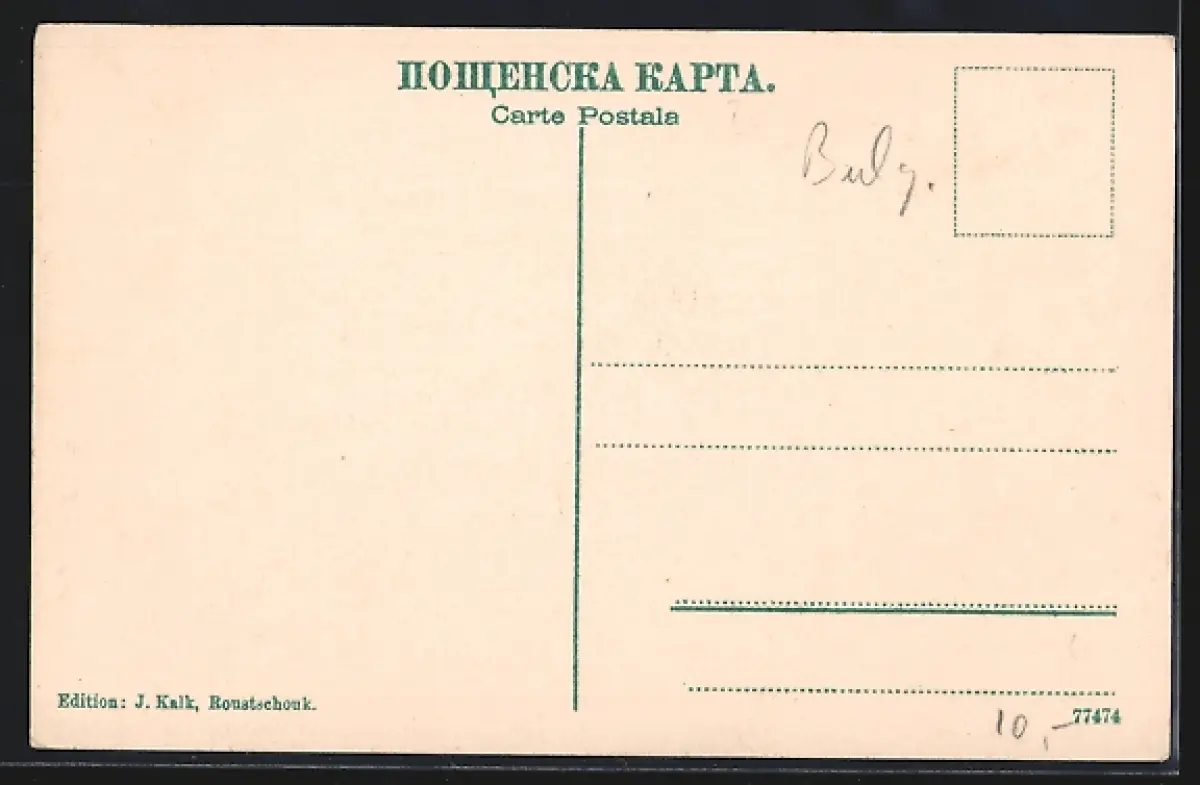 ПОЩЕНСКА КАРТА.
Carte Postala
Bulg.
Edition: J. Kalk, Roustschouk.
77474
10,-